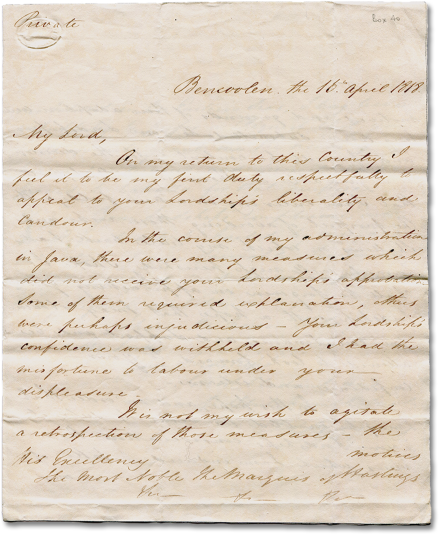 Private
Box 40
Bencoolen, the 15th April 1818
My Lord,
On my return to this Country I
feel it to be my first duty respectfully to
appeal to your Lordship's liberality and
Candour.
In the course of my administration
in Java, there were many measures which
did not receive your Lordship's approbation.
Some of them required explanation, others
were perhaps injudicious – Your Lordship's
confidence was withheld and I had the
misfortune to labour under your
displeasure
It is not my wish to agitate
a retrospection of those measures – the
motives
His Excellency
The Most Noble The Marquis of Hastings